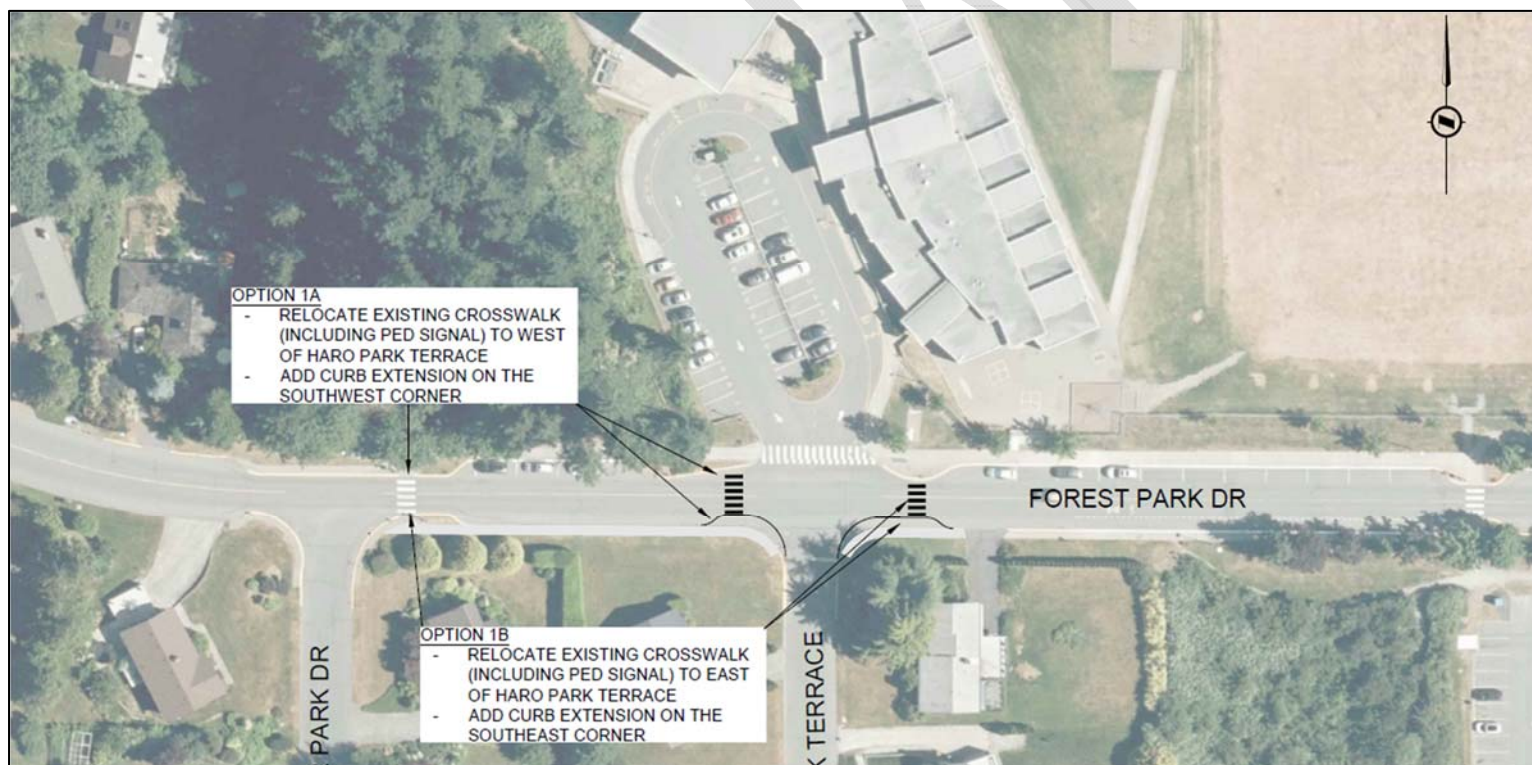 OPTION 1A
- RELOCATE EXISTING CROSSWALK
(INCLUDING PED SIGNAL) TO WEST
OF HARO PARK TERRACE
- ADD CURB EXTENSION ON THE
SOUTHWEST CORNER
FOREST PARK DR
OPTION 1B
- RELOCATE EXISTING CROSSWALK
(INCLUDING PED SIGNAL) TO EAST
OF HARO PARK TERRACE
- ADD CURB EXTENSION ON THE
SOUTHEAST CORNER
PARK DR
K TERRACE